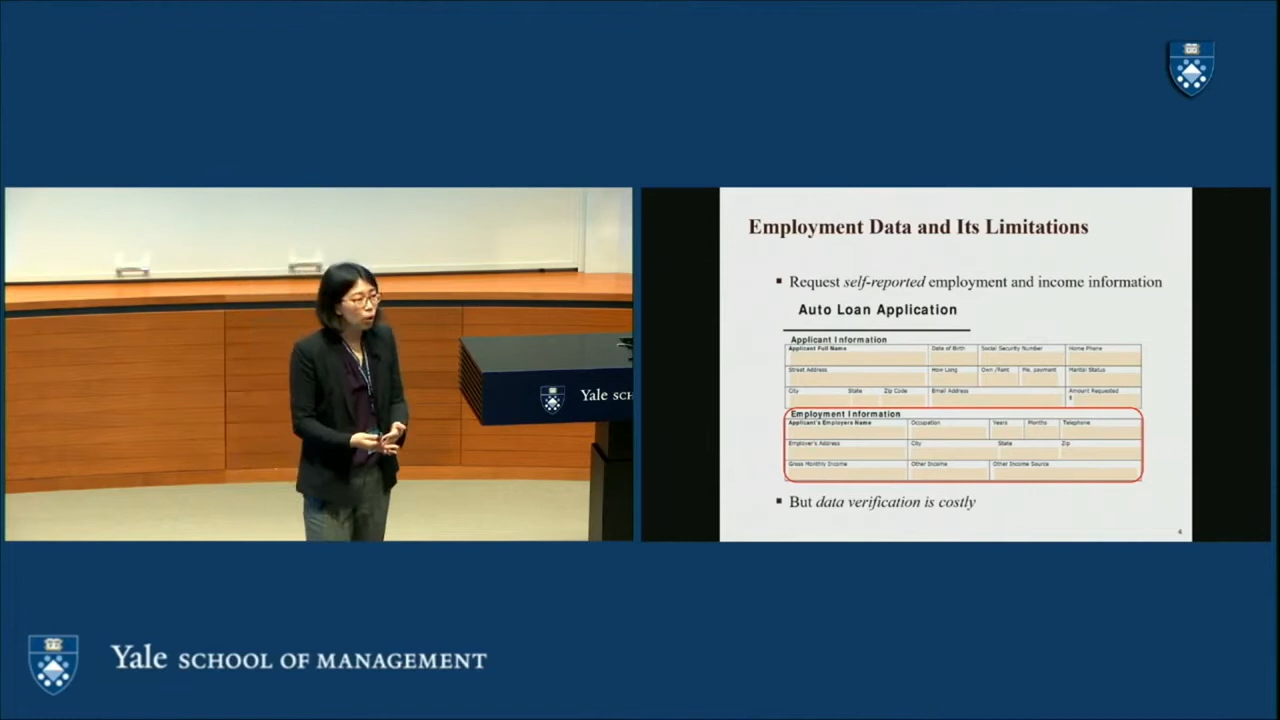 Yale SCH
Employment Data and Its Limitations
▪ Request self-reported employment and income information
Auto Loan Application
Applicant Information
Applicant Full Name Date of Birth Social Security Number Home Phone
Street Address How Long Own /Rent Mo. payment Marital Status
City State Zip Code Email Address Amount Requested
$
Employment Information
Applicant's Employers Name Occupation Years Months Telephone
Employer's Address City State Zip
Gross Monthly Income Other Income Other Income Source
▪ But data verification is costly
4
Yale SCHOOL OF MANAGEMENT